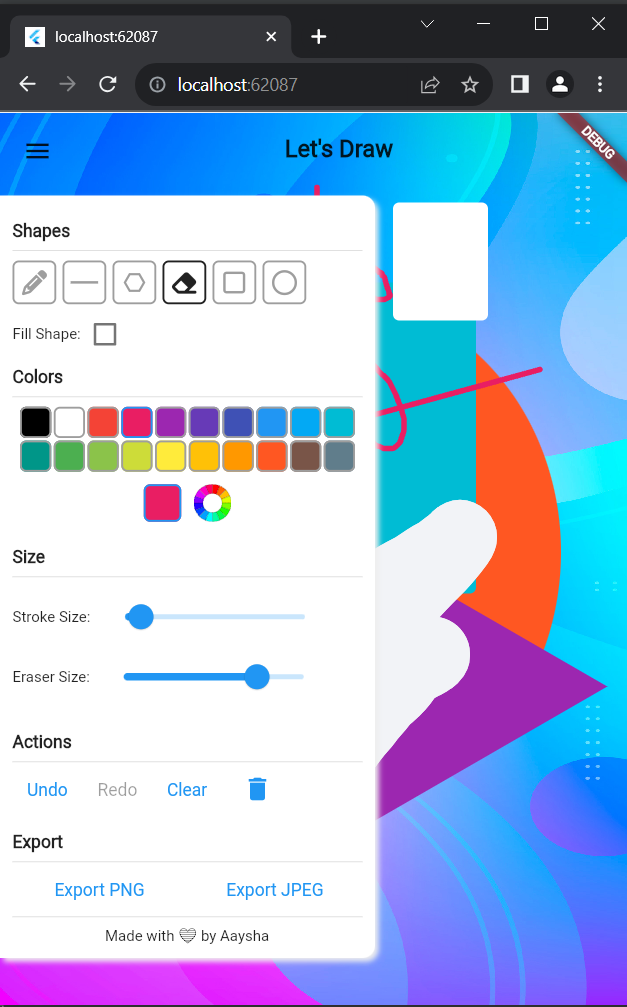 localhost:62087
localhost:62087
Let's Draw
DEBUG
Shapes
Fill Shape:
Colors
Size
Stroke Size:
Eraser Size:
Actions
Undo Redo Clear
Export
Export PNG Export JPEG
Made with by Aaysha